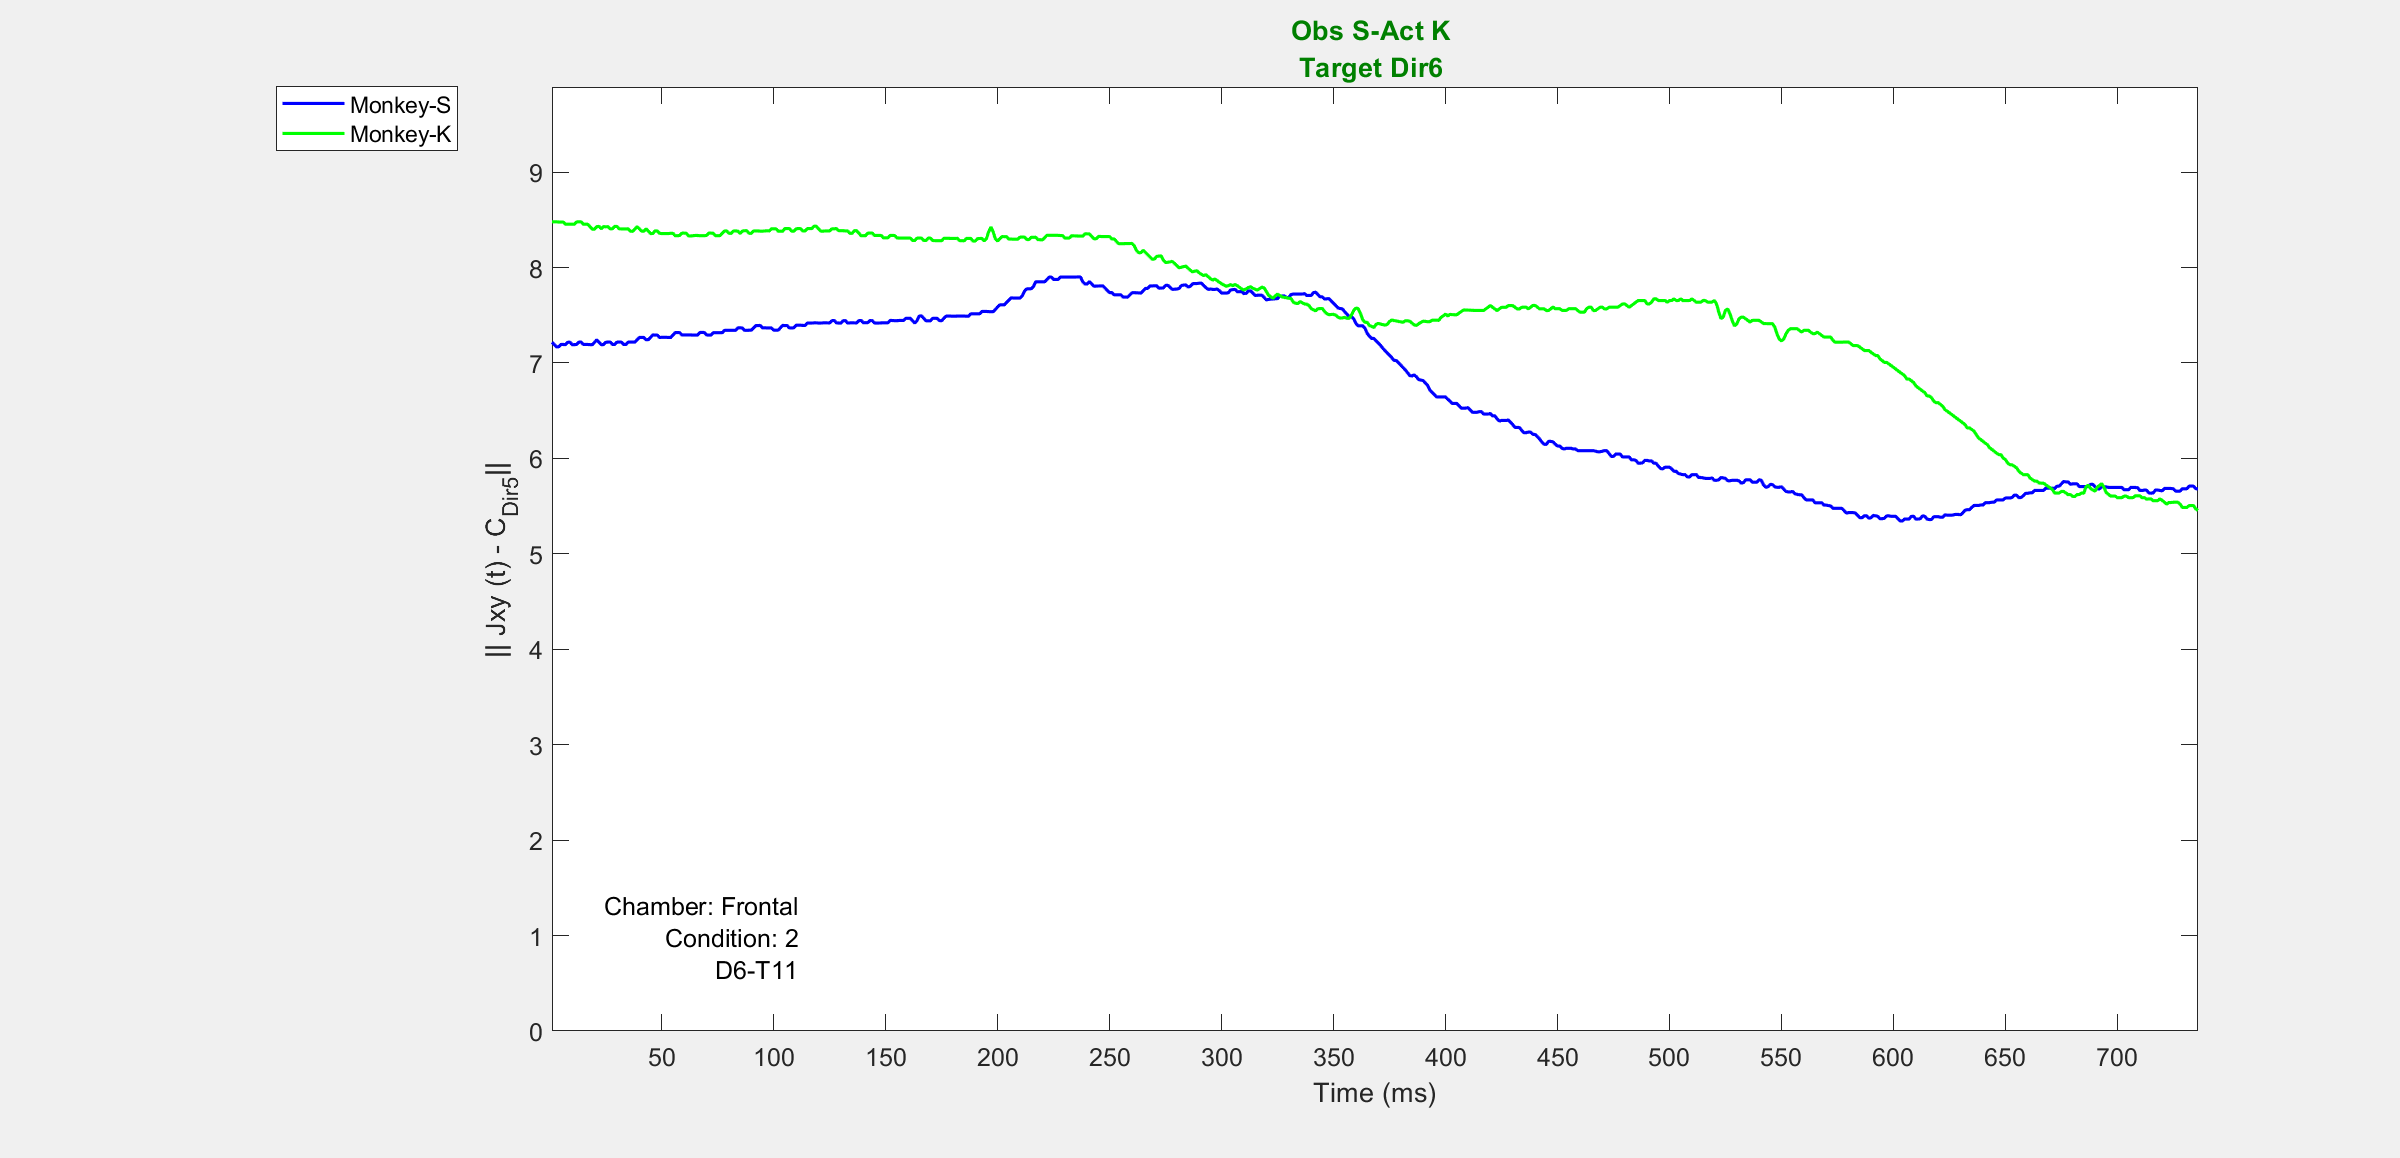 Obs S-Act K
Target Dir6
Monkey-S
Monkey-K
9
8
7
6
5
4
3
2
1
0
|| Jxy (t) - C_Dir5||
Chamber: Frontal
Condition: 2
D6-T11
50 100 150 200 250 300 350 400 450 500 550 600 650 700
Time (ms)